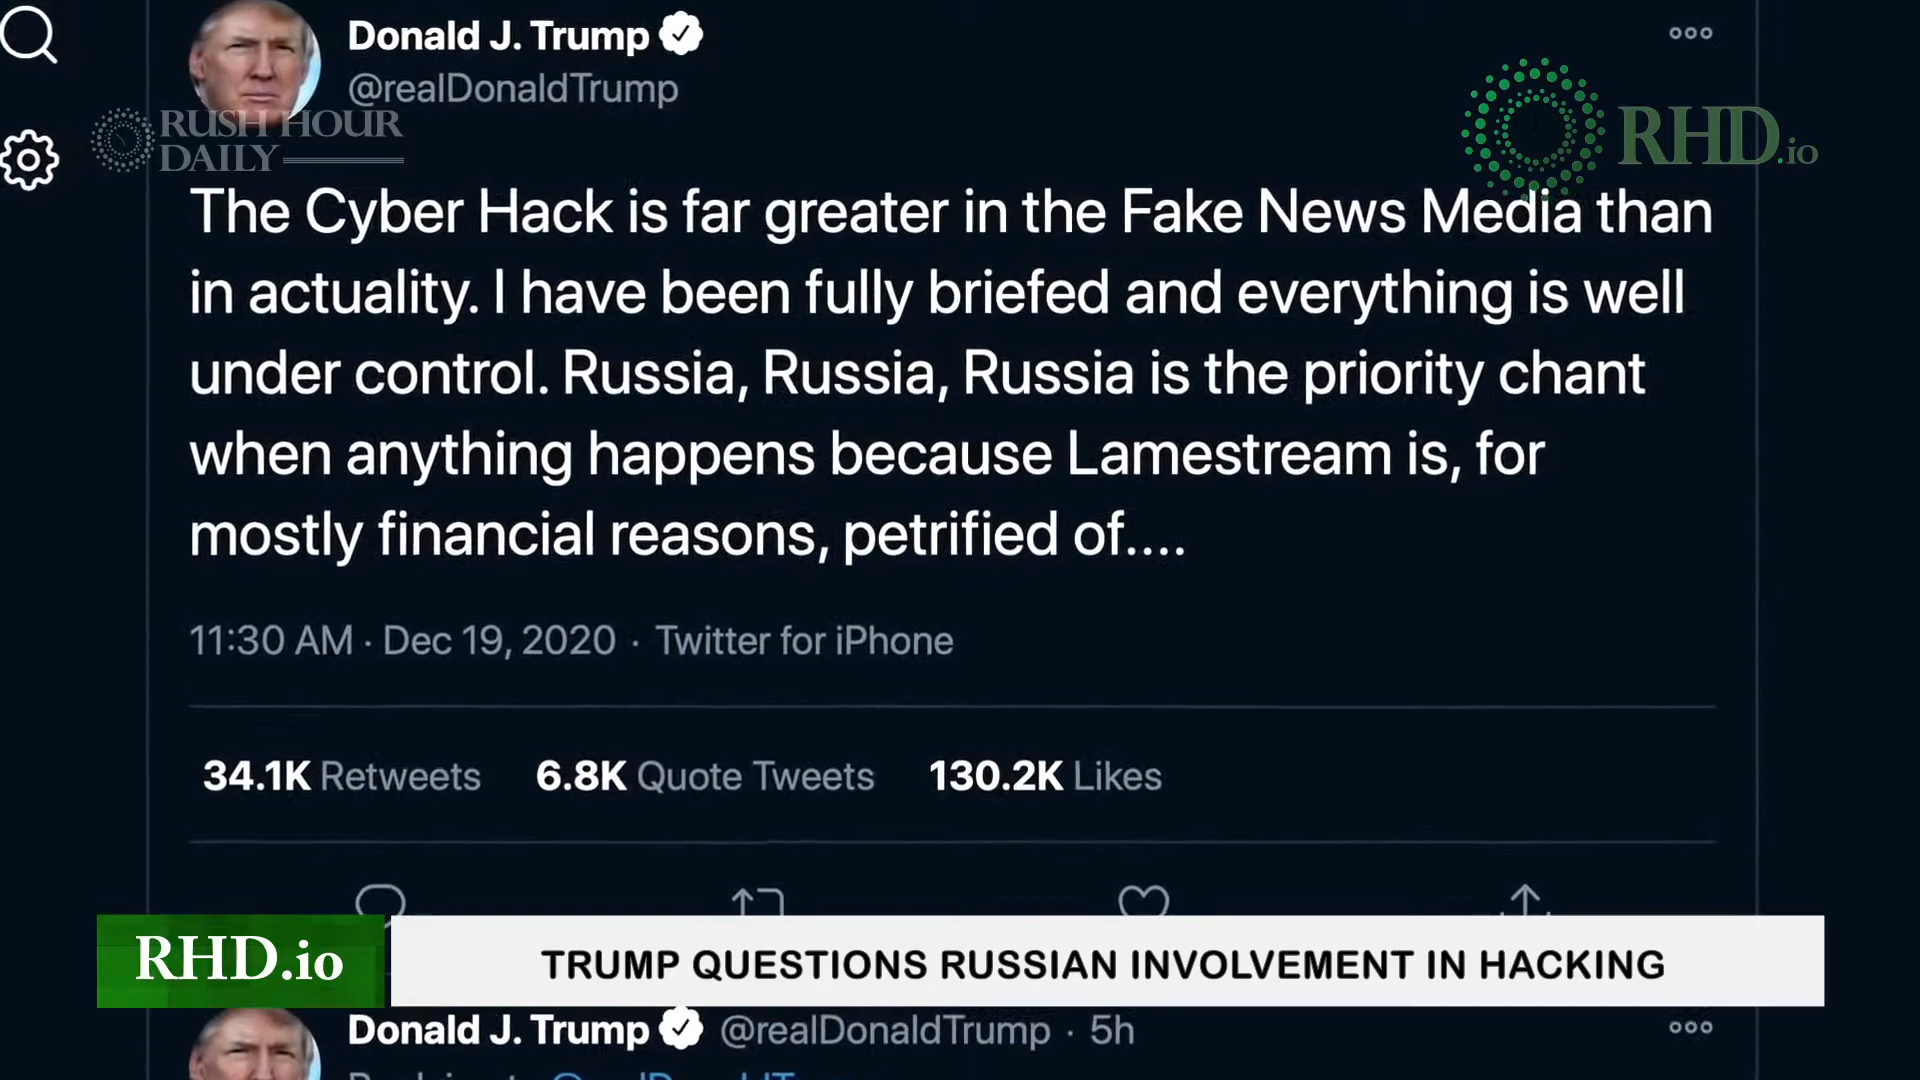 Donald J. Trump
@realDonaldTrump
RUSH HOUR
DAILY
RHD.io
The Cyber Hack is far greater in the Fake News Media than
in actuality. I have been fully briefed and everything is well
under control. Russia, Russia, Russia is the priority chant
when anything happens because Lamestream is, for
mostly financial reasons, petrified of....
11:30 AM · Dec 19, 2020 · Twitter for iPhone
34.1K Retweets 6.8K Quote Tweets 130.2K Likes
RHD.io
TRUMP QUESTIONS RUSSIAN INVOLVEMENT IN HACKING
Donald J. Trump @realDonaldTrump · 5h